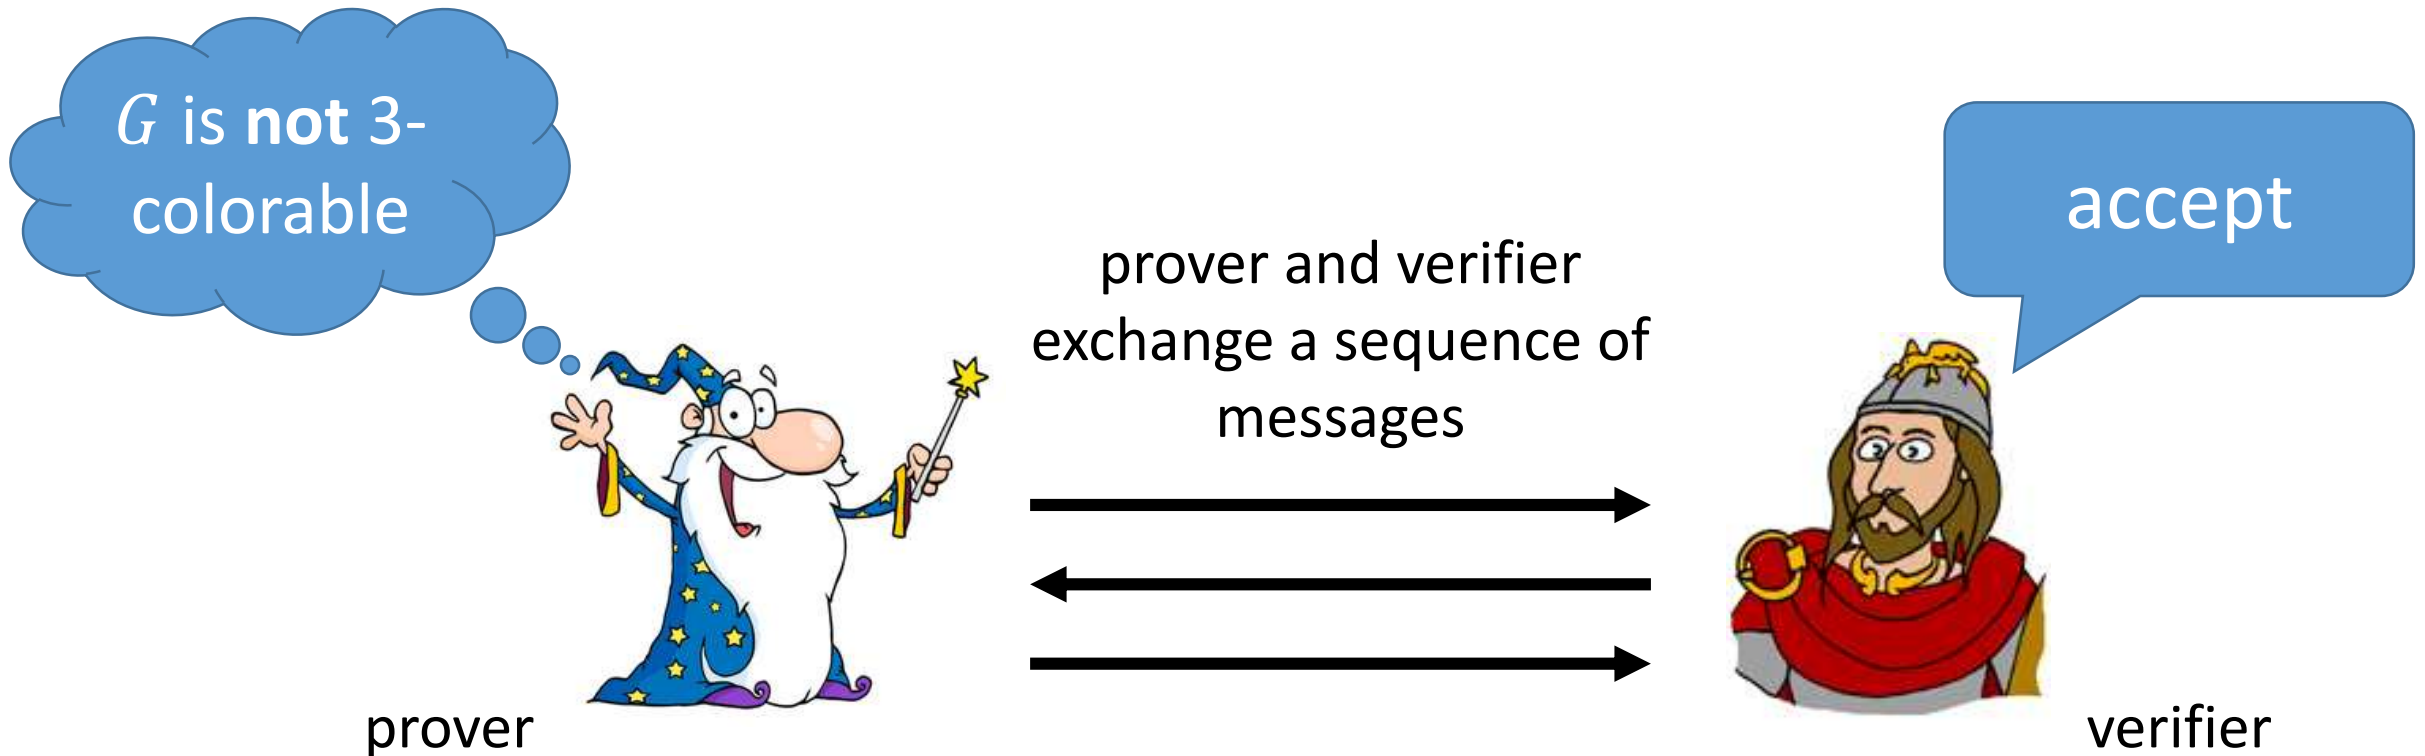 G is not 3-
colorable
accept
prover and verifier
exchange a sequence of
messages
prover
verifier